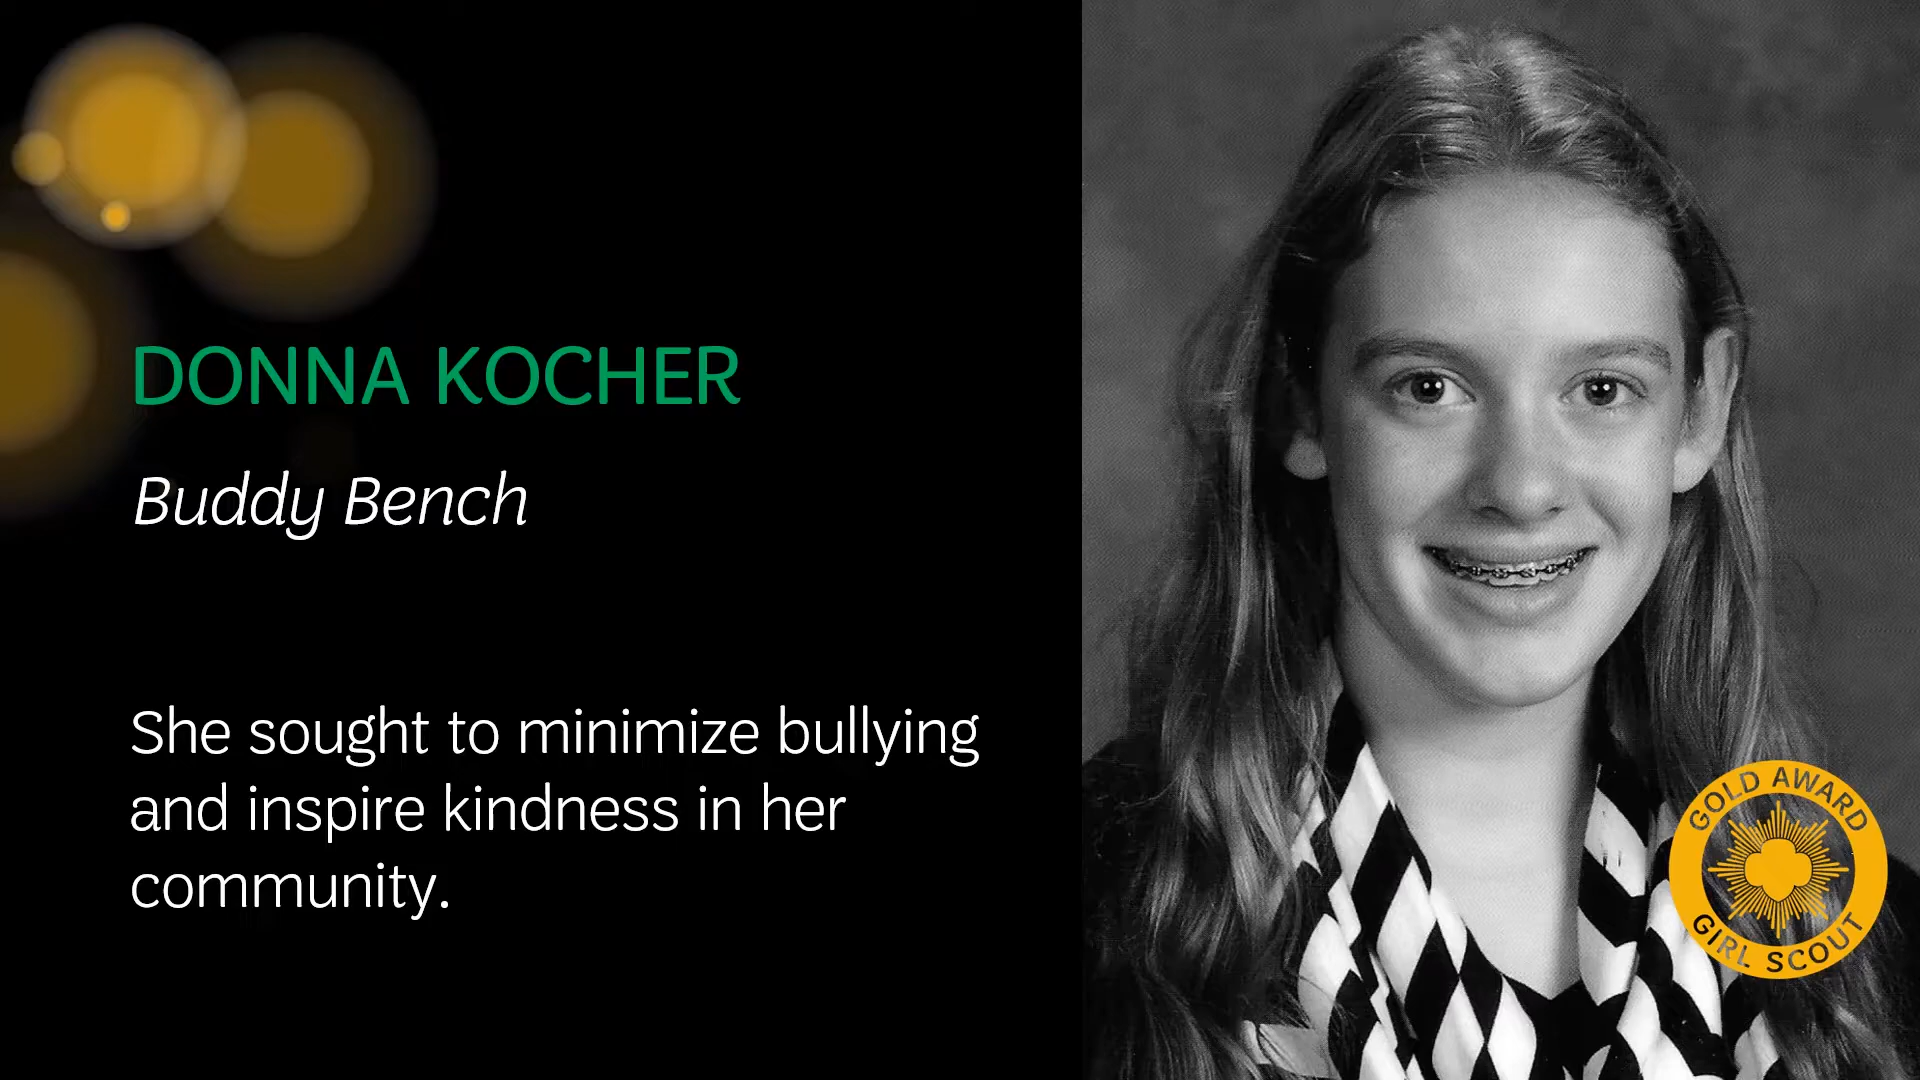 DONNA KOCHER
Buddy Bench
She sought to minimize bullying
and inspire kindness in her
community.
GOLD AWARD
GIRL SCOUT